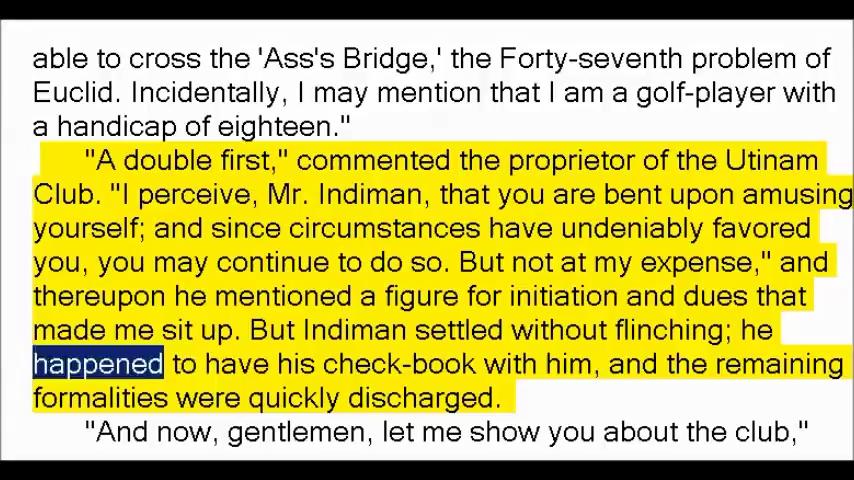 able to cross the 'Ass's Bridge,' the Forty-seventh problem of
Euclid. Incidentally, I may mention that I am a golf-player with
a handicap of eighteen."
"A double first," commented the proprietor of the Utinam
Club. "I perceive, Mr. Indiman, that you are bent upon amusing
yourself; and since circumstances have undeniably favored
you, you may continue to do so. But not at my expense," and
thereupon he mentioned a figure for initiation and dues that
made me sit up. But Indiman settled without flinching; he
happened to have his check-book with him, and the remaining
formalities were quickly discharged.
"And now, gentlemen, let me show you about the club,"